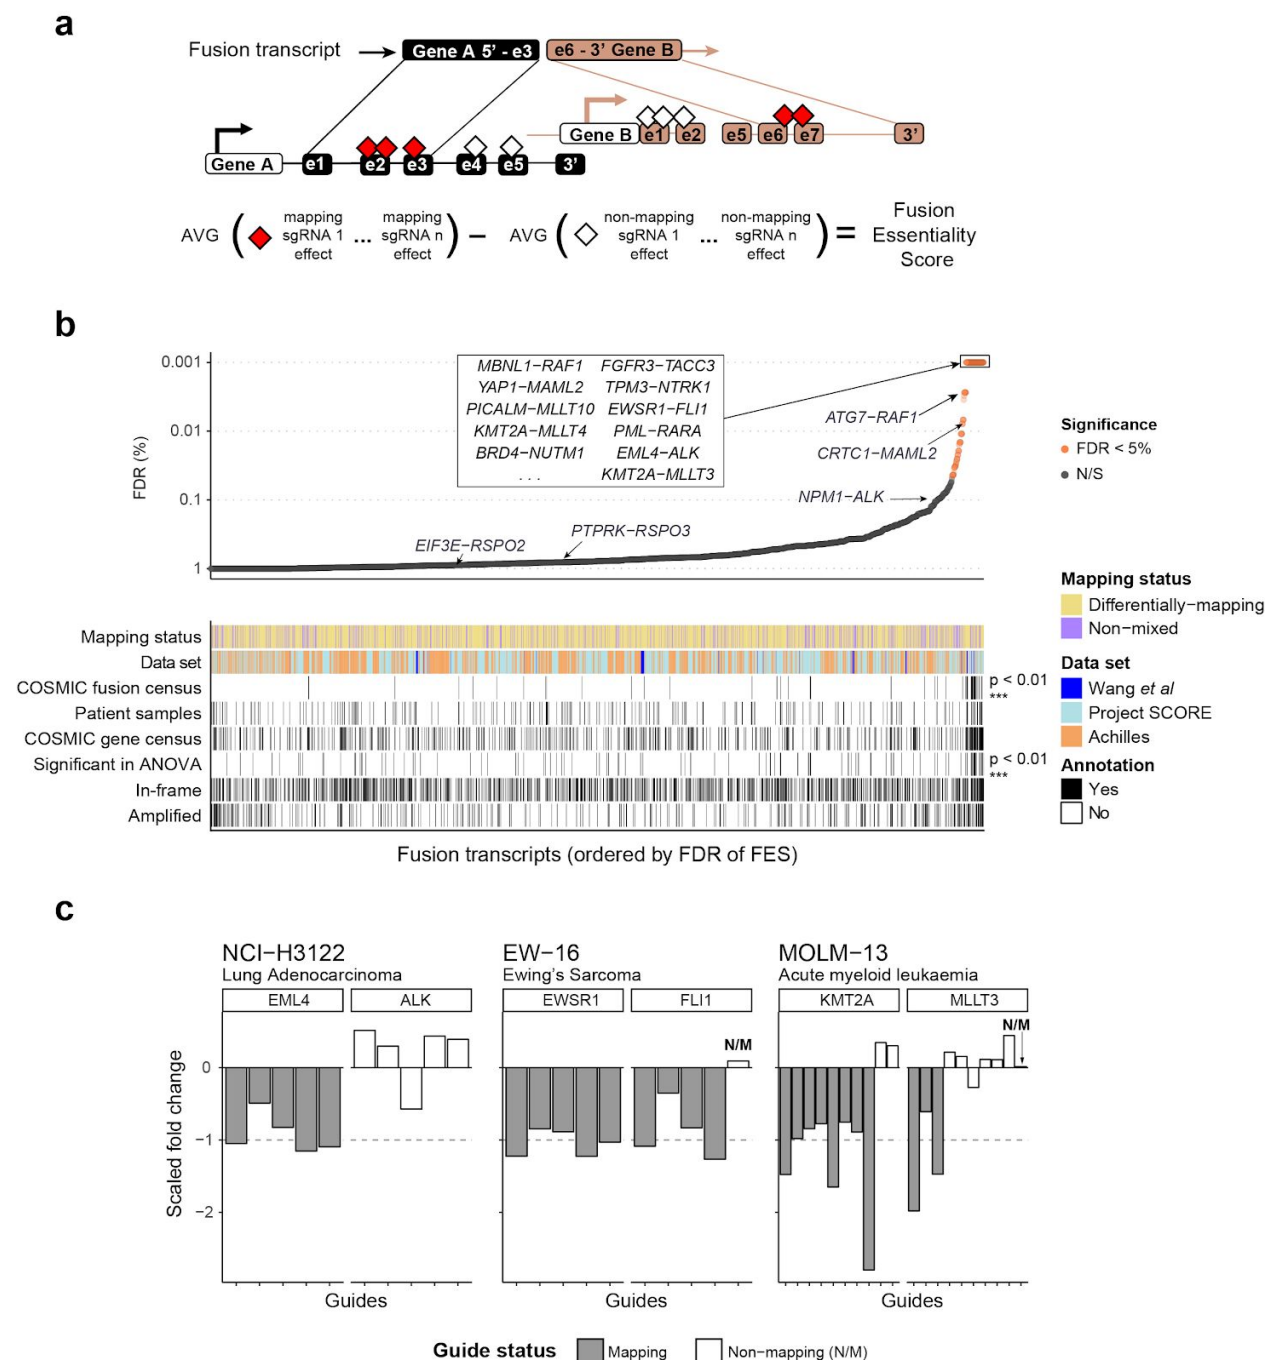 a
Fusion transcript
Gene A 5’ - e3
e6 - 3’ Gene B
Gene B
e1
e2
e5
e6
e7
3’
Gene A
e1
e2
e3
e4
e5
3’
AVG ( mapping sgRNA 1 effect ... mapping sgRNA n effect ) – AVG ( non-mapping sgRNA 1 effect ... non-mapping sgRNA n effect ) = Fusion Essentiality Score
b
FDR (%)
0.001
0.01
0.1
1
MBNL1−RAF1 FGFR3−TACC3
YAP1−MAML2 TPM3−NTRK1
PICALM−MLLT10 EWSR1−FLI1
KMT2A−MLLT4 PML−RARA
BRD4−NUTM1 EML4−ALK
. . . KMT2A−MLLT3
ATG7−RAF1
CRTC1−MAML2
NPM1−ALK
PTPRK−RSPO3
EIF3E−RSPO2
Significance
FDR < 5%
N/S
Mapping status
Data set
COSMIC fusion census
p < 0.01
***
Patient samples
COSMIC gene census
Significant in ANOVA
p < 0.01
***
In−frame
Amplified
Fusion transcripts (ordered by FDR of FES)
Mapping status
Differentially−mapping
Non−mixed
Data set
Wang et al
Project SCORE
Achilles
Annotation
Yes
No
c
NCI−H3122
Lung Adenocarcinoma
EML4
ALK
EW−16
Ewing’s Sarcoma
EWSR1
FLI1
N/M
MOLM−13
Acute myeloid leukaemia
KMT2A
MLLT3
N/M
Scaled fold change
0
−1
−2
Guides
Guides
Guides
Guide status
Mapping
Non−mapping (N/M)